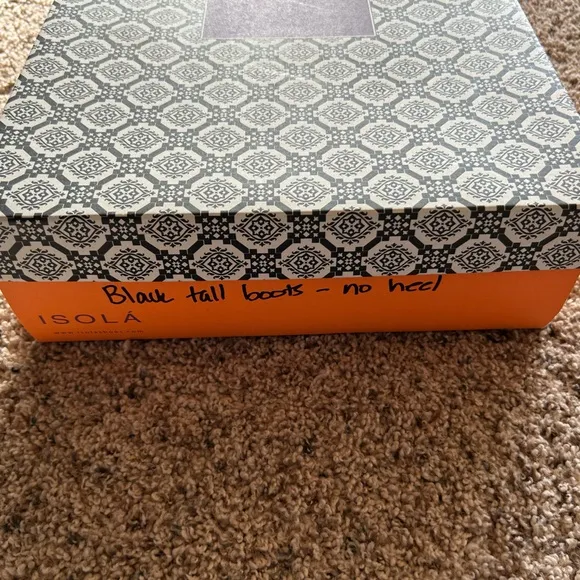 Black tall boots - no heel
ISOLÁ